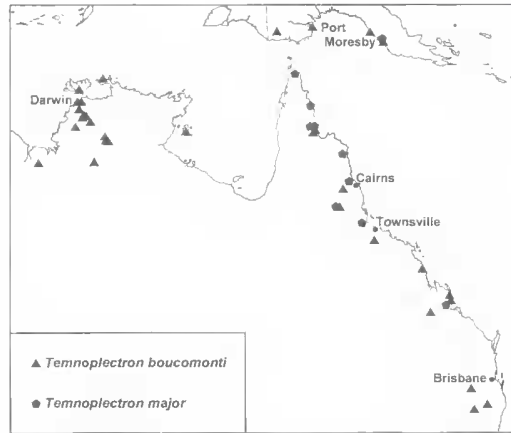 Port
Moresby
Darwin
Cairns
Townsville
Brisbane
Temnoplectron boucomonti
Temnoplectron major